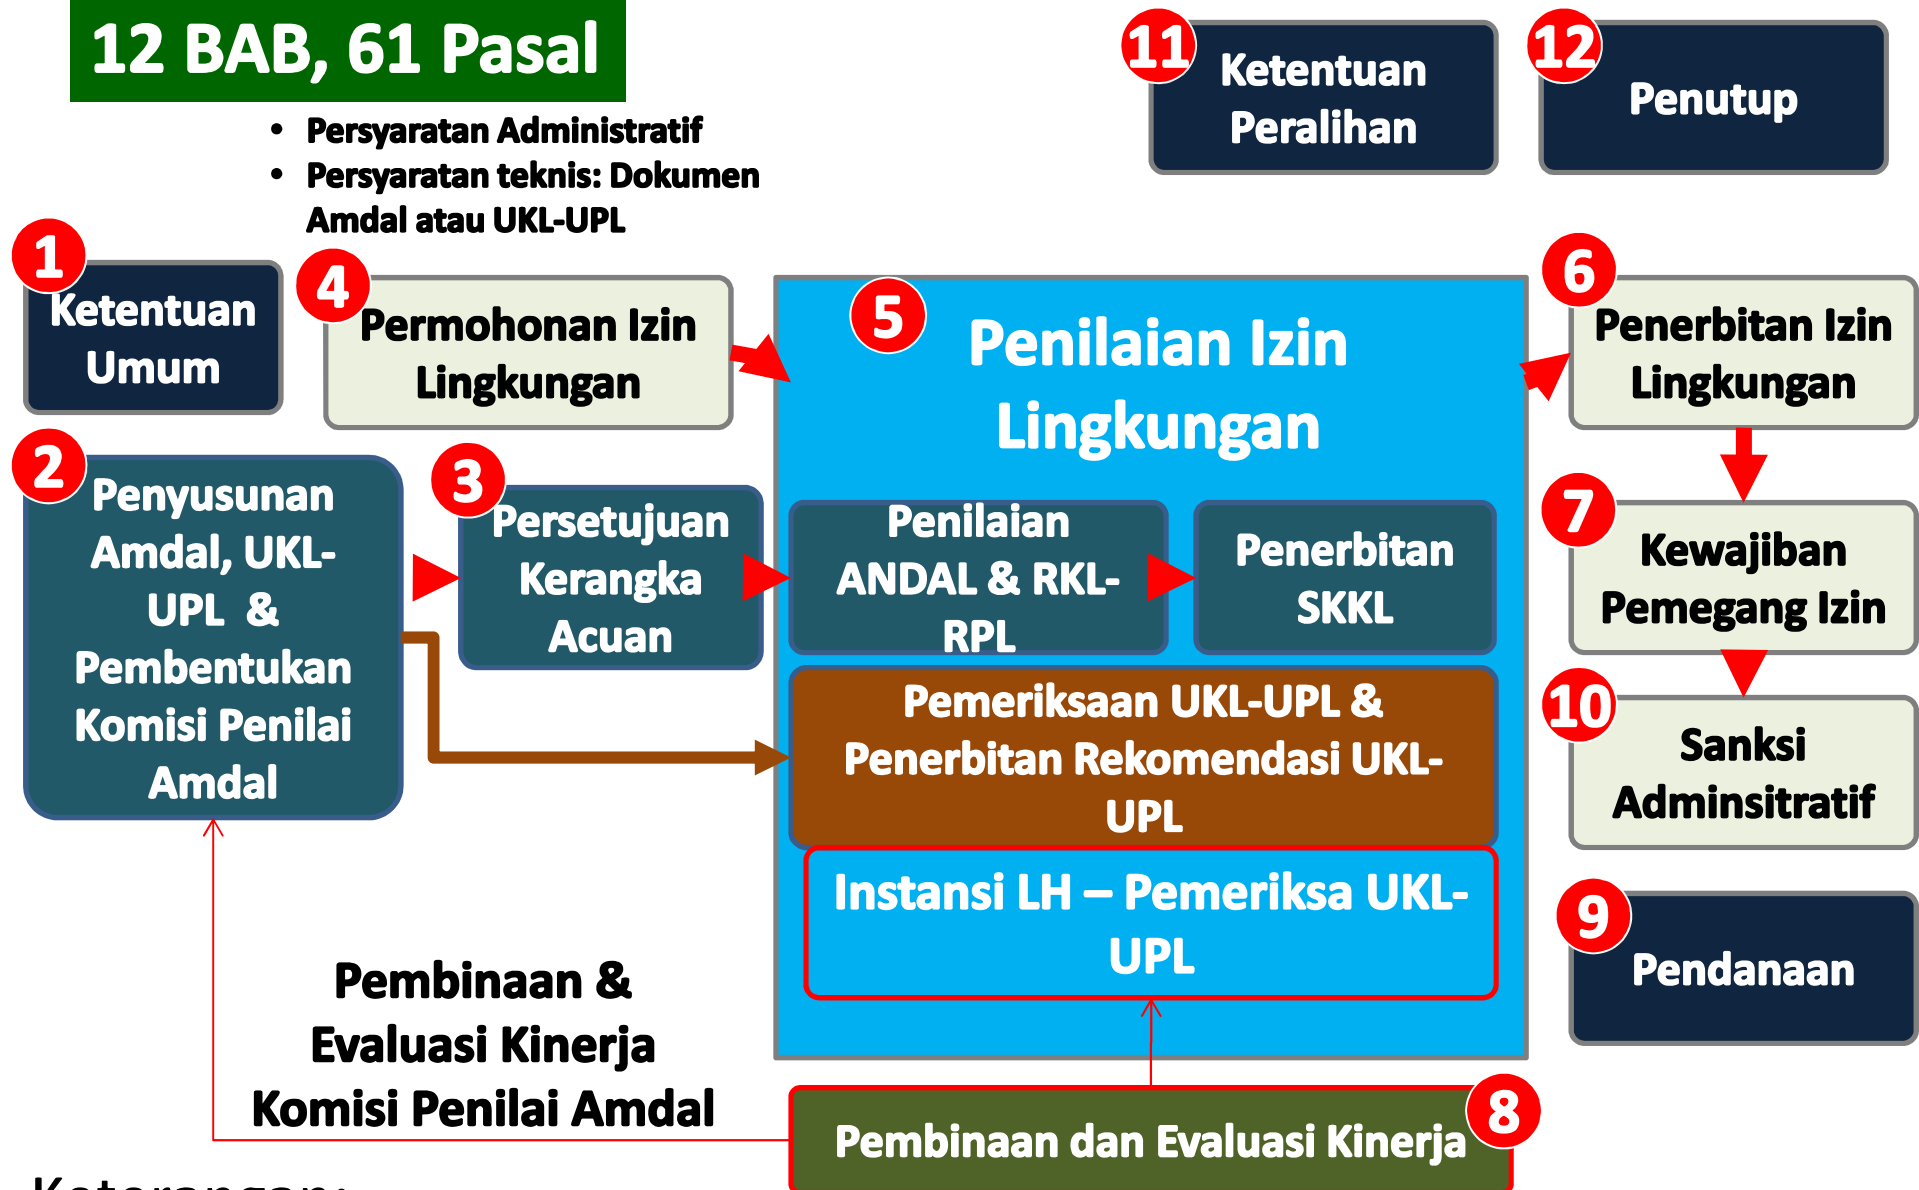 12 BAB, 61 Pasal
• Persyaratan Administratif
• Persyaratan teknis: Dokumen
Amdal atau UKL-UPL
11
Ketentuan
Peralihan
12
Penutup
1
Ketentuan
Umum
4
Permohonan Izin
Lingkungan
5
Penilaian Izin
Lingkungan
6
Penerbitan Izin
Lingkungan
2
Penyusunan
Amdal, UKL-
UPL &
Pembentukan
Komisi Penilai
Amdal
3
Persetujuan
Kerangka
Acuan
Penilaian
ANDAL & RKL-
RPL
Penerbitan
SKKL
7
Kewajiban
Pemegang Izin
Pemeriksaan UKL-UPL &
Penerbitan Rekomendasi UKL-
UPL
10
Sanksi
Adminsitratif
Instansi LH – Pemeriksa UKL-
UPL
9
Pendanaan
Pembinaan &
Evaluasi Kinerja
Komisi Penilai Amdal
8
Pembinaan dan Evaluasi Kinerja
Keterangan: